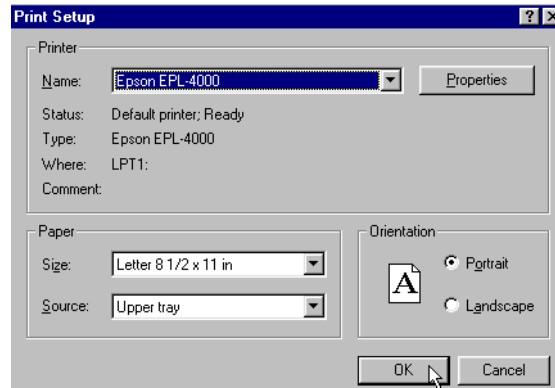 Print Setup
Printer
Name: Epson EPL-4000 Properties
Status: Default printer; Ready
Type: Epson EPL-4000
Where: LPT1:
Comment:
Paper Orientation
Size: Letter 8 1/2 x 11 in Portrait
A
Source: Upper tray Landscape
OK Cancel